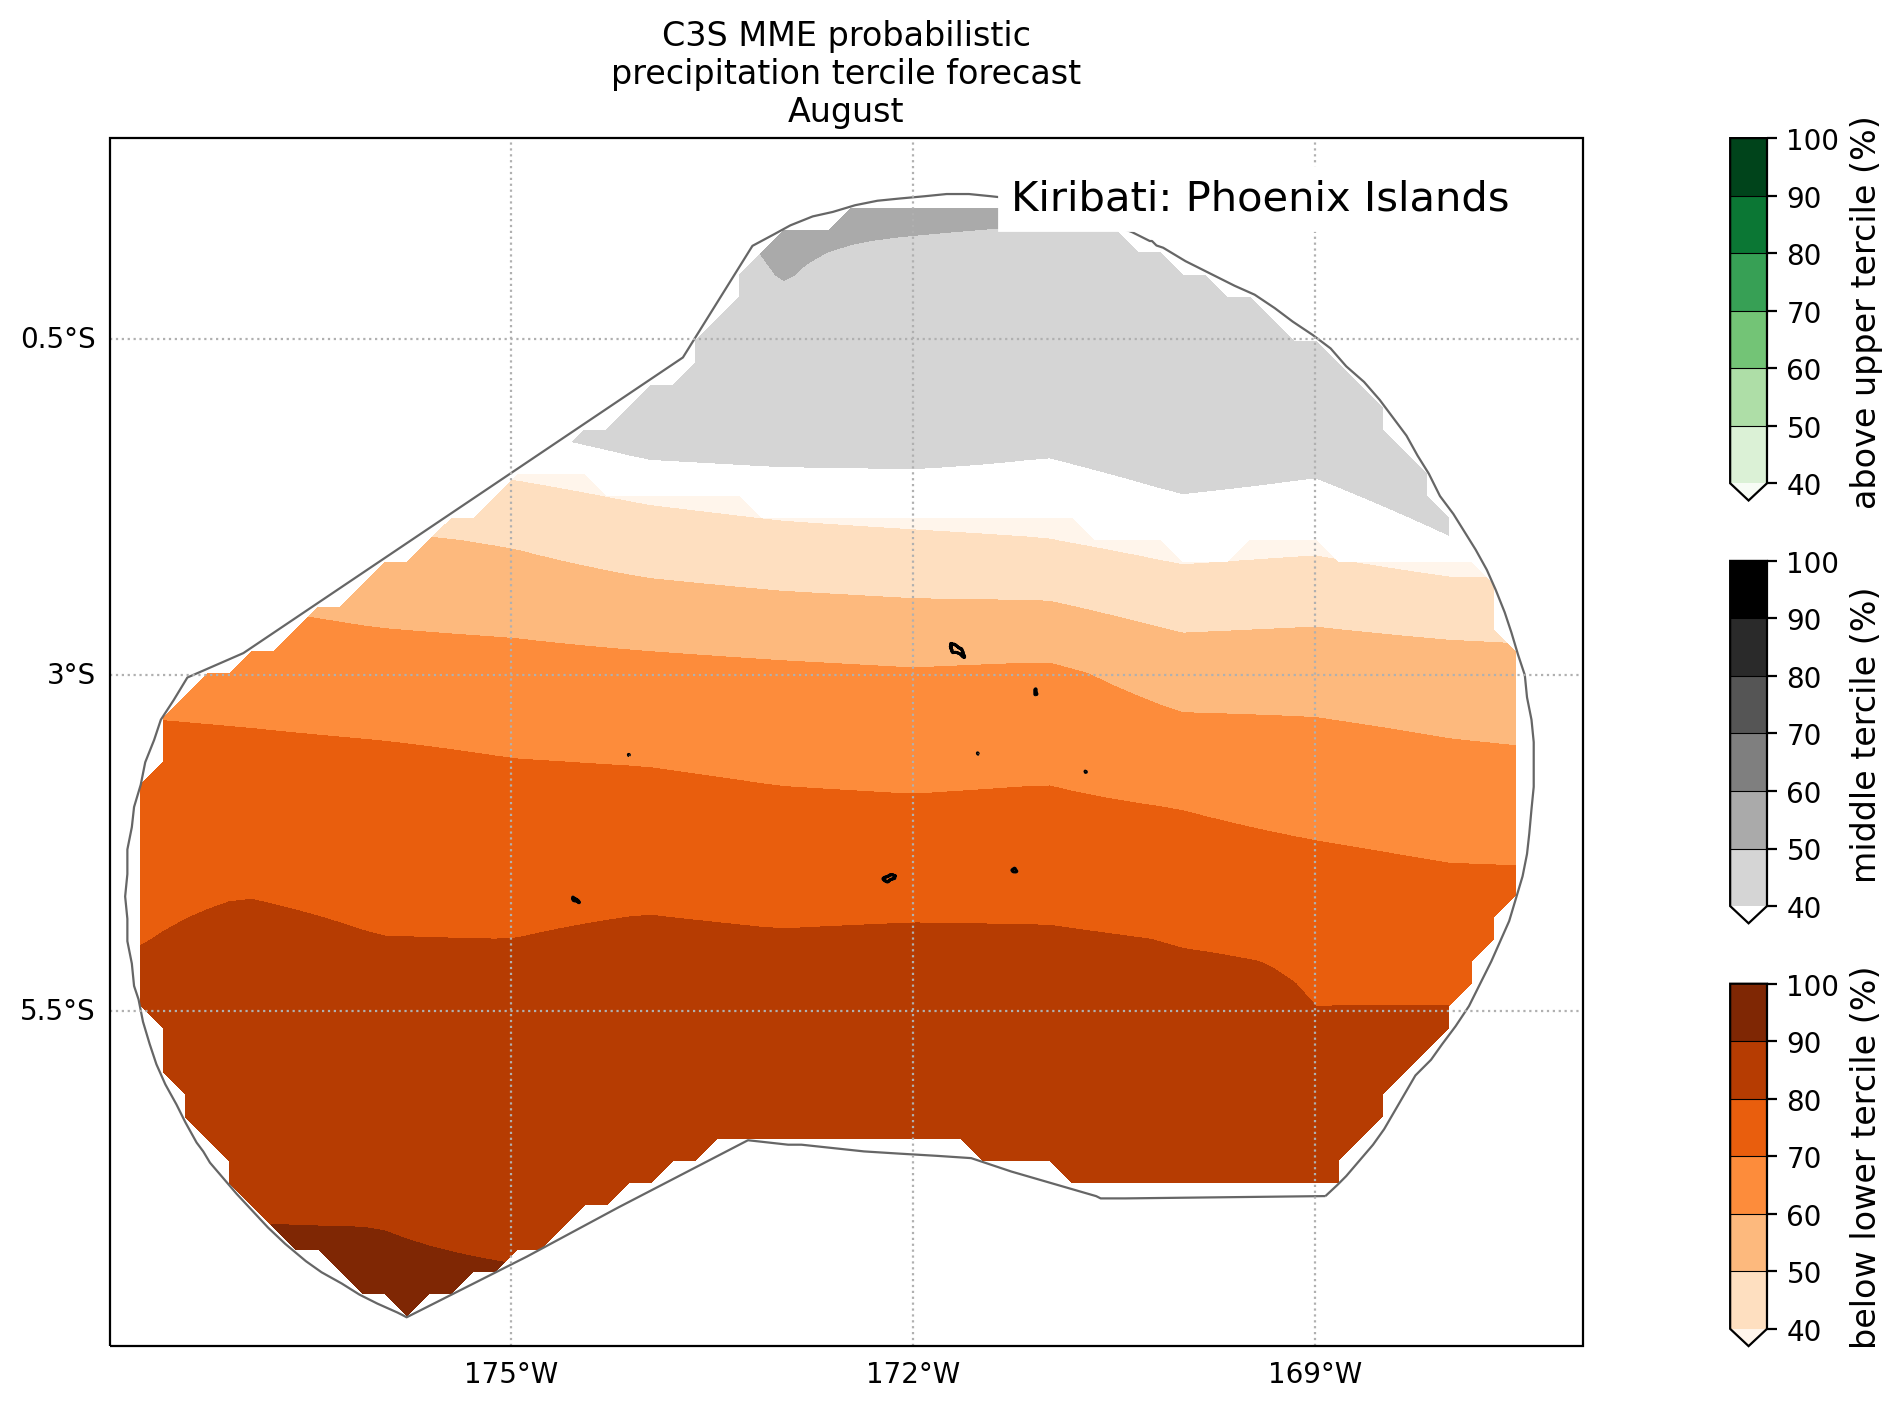 C3S MME probabilistic
precipitation tercile forecast
August
Kiribati: Phoenix Islands
0.5°S
3°S
5.5°S
175°W
172°W
169°W
100
90
80
70
60
50
40
above upper tercile (%)
100
90
80
70
60
50
40
middle tercile (%)
100
90
80
70
60
50
40
below lower tercile (%)